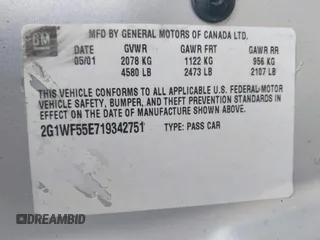 GM
MFD BY GENERAL MOTORS OF CANADA LTD.
DATE GVWR GAWR FRT GAWR RR
05/01 2078 KG 1122 KG 956 KG
4580 LB 2473 LB 2107 LB
THIS VEHICLE CONFORMS TO ALL APPLICABLE U.S. FEDERAL MOTOR
VEHICLE SAFETY, BUMPER, AND THEFT PREVENTION STANDARDS IN
EFFECT ON THE DATE OF MANUFACTURE SHOWN ABOVE.
2G1WF55E719342751 TYPE: PASS CAR
DREAMBID